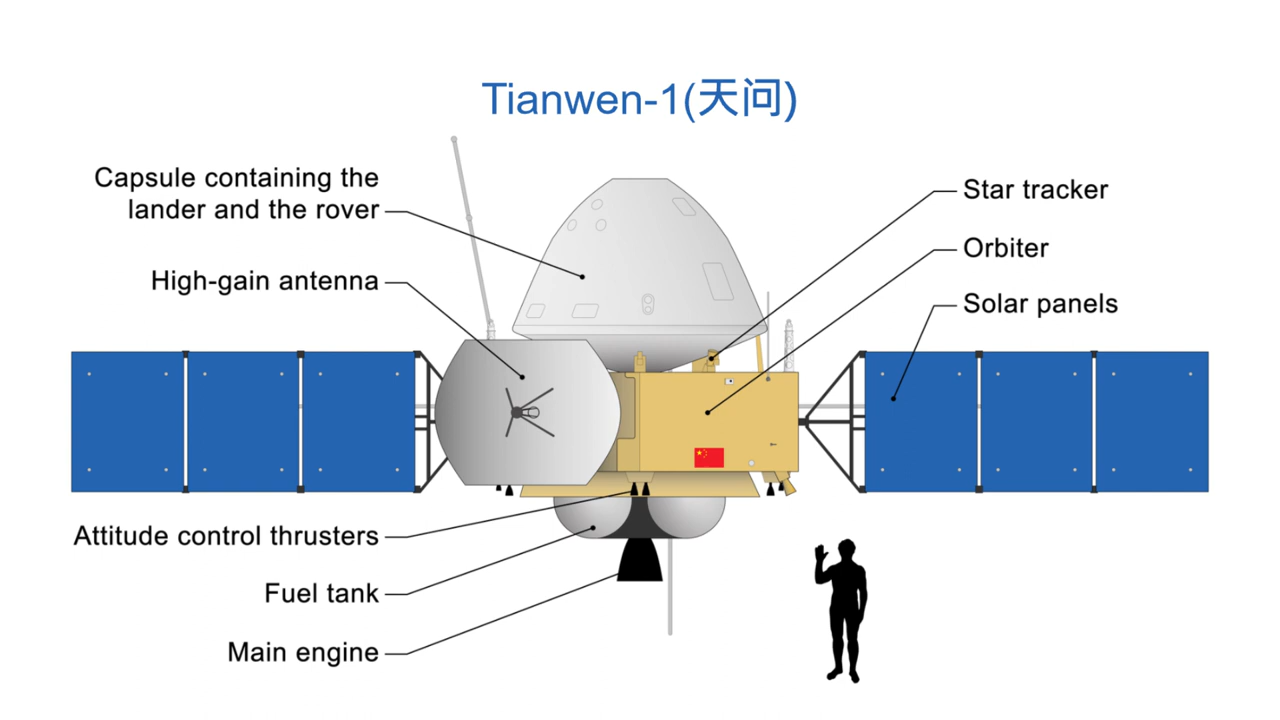 Tianwen-1(天问)
Capsule containing the
lander and the rover
High-gain antenna
Attitude control thrusters
Fuel tank
Main engine
Star tracker
Orbiter
Solar panels